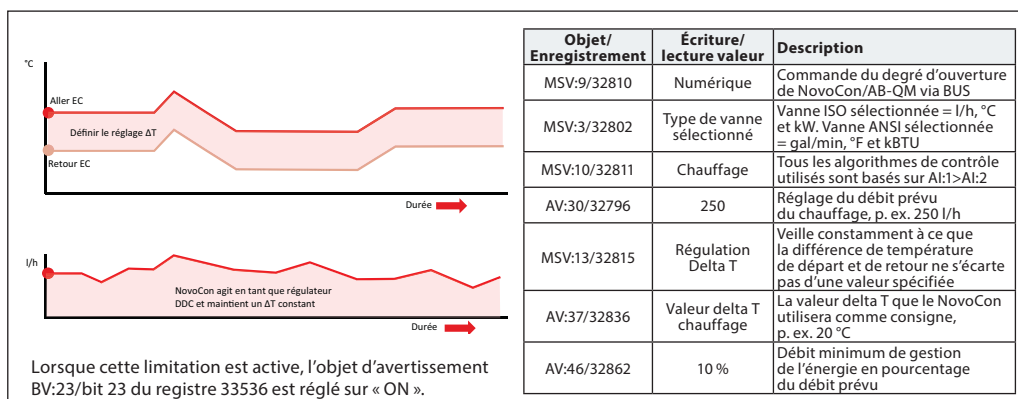 °C
Aller EC
Définir le réglage ΔT
Retour EC
Durée
l/h
NovoCon agit en tant que régulateur
DDC et maintient un ΔT constant
Durée
Lorsque cette limitation est active, l'objet d'avertissement
BV:23/bit 23 du registre 33536 est réglé sur « ON ».
Objet/
Enregistrement
Écriture/
lecture valeur
Description
MSV:9/32810
Numérique
Commande du degré d'ouverture
de NovoCon/AB-QM via BUS
MSV:3/32802
Type de vanne
sélectionné
Vanne ISO sélectionnée = l/h, °C
et kW. Vanne ANSI sélectionnée
= gal/min, °F et kBTU
MSV:10/32811
Chauffage
Tous les algorithmes de contrôle
utilisés sont basés sur AI:1>AI:2
AV:30/32796
250
Réglage du débit prévu
du chauffage, p. ex. 250 l/h
MSV:13/32815
Régulation
Delta T
Veille constamment à ce que
la différence de température
de départ et de retour ne s'écarte
pas d'une valeur spécifiée
AV:37/32836
Valeur delta T
chauffage
La valeur delta T que le NovoCon
utilisera comme consigne,
p. ex. 20 °C
AV:46/32862
10 %
Débit minimum de gestion
de l'énergie en pourcentage
du débit prévu